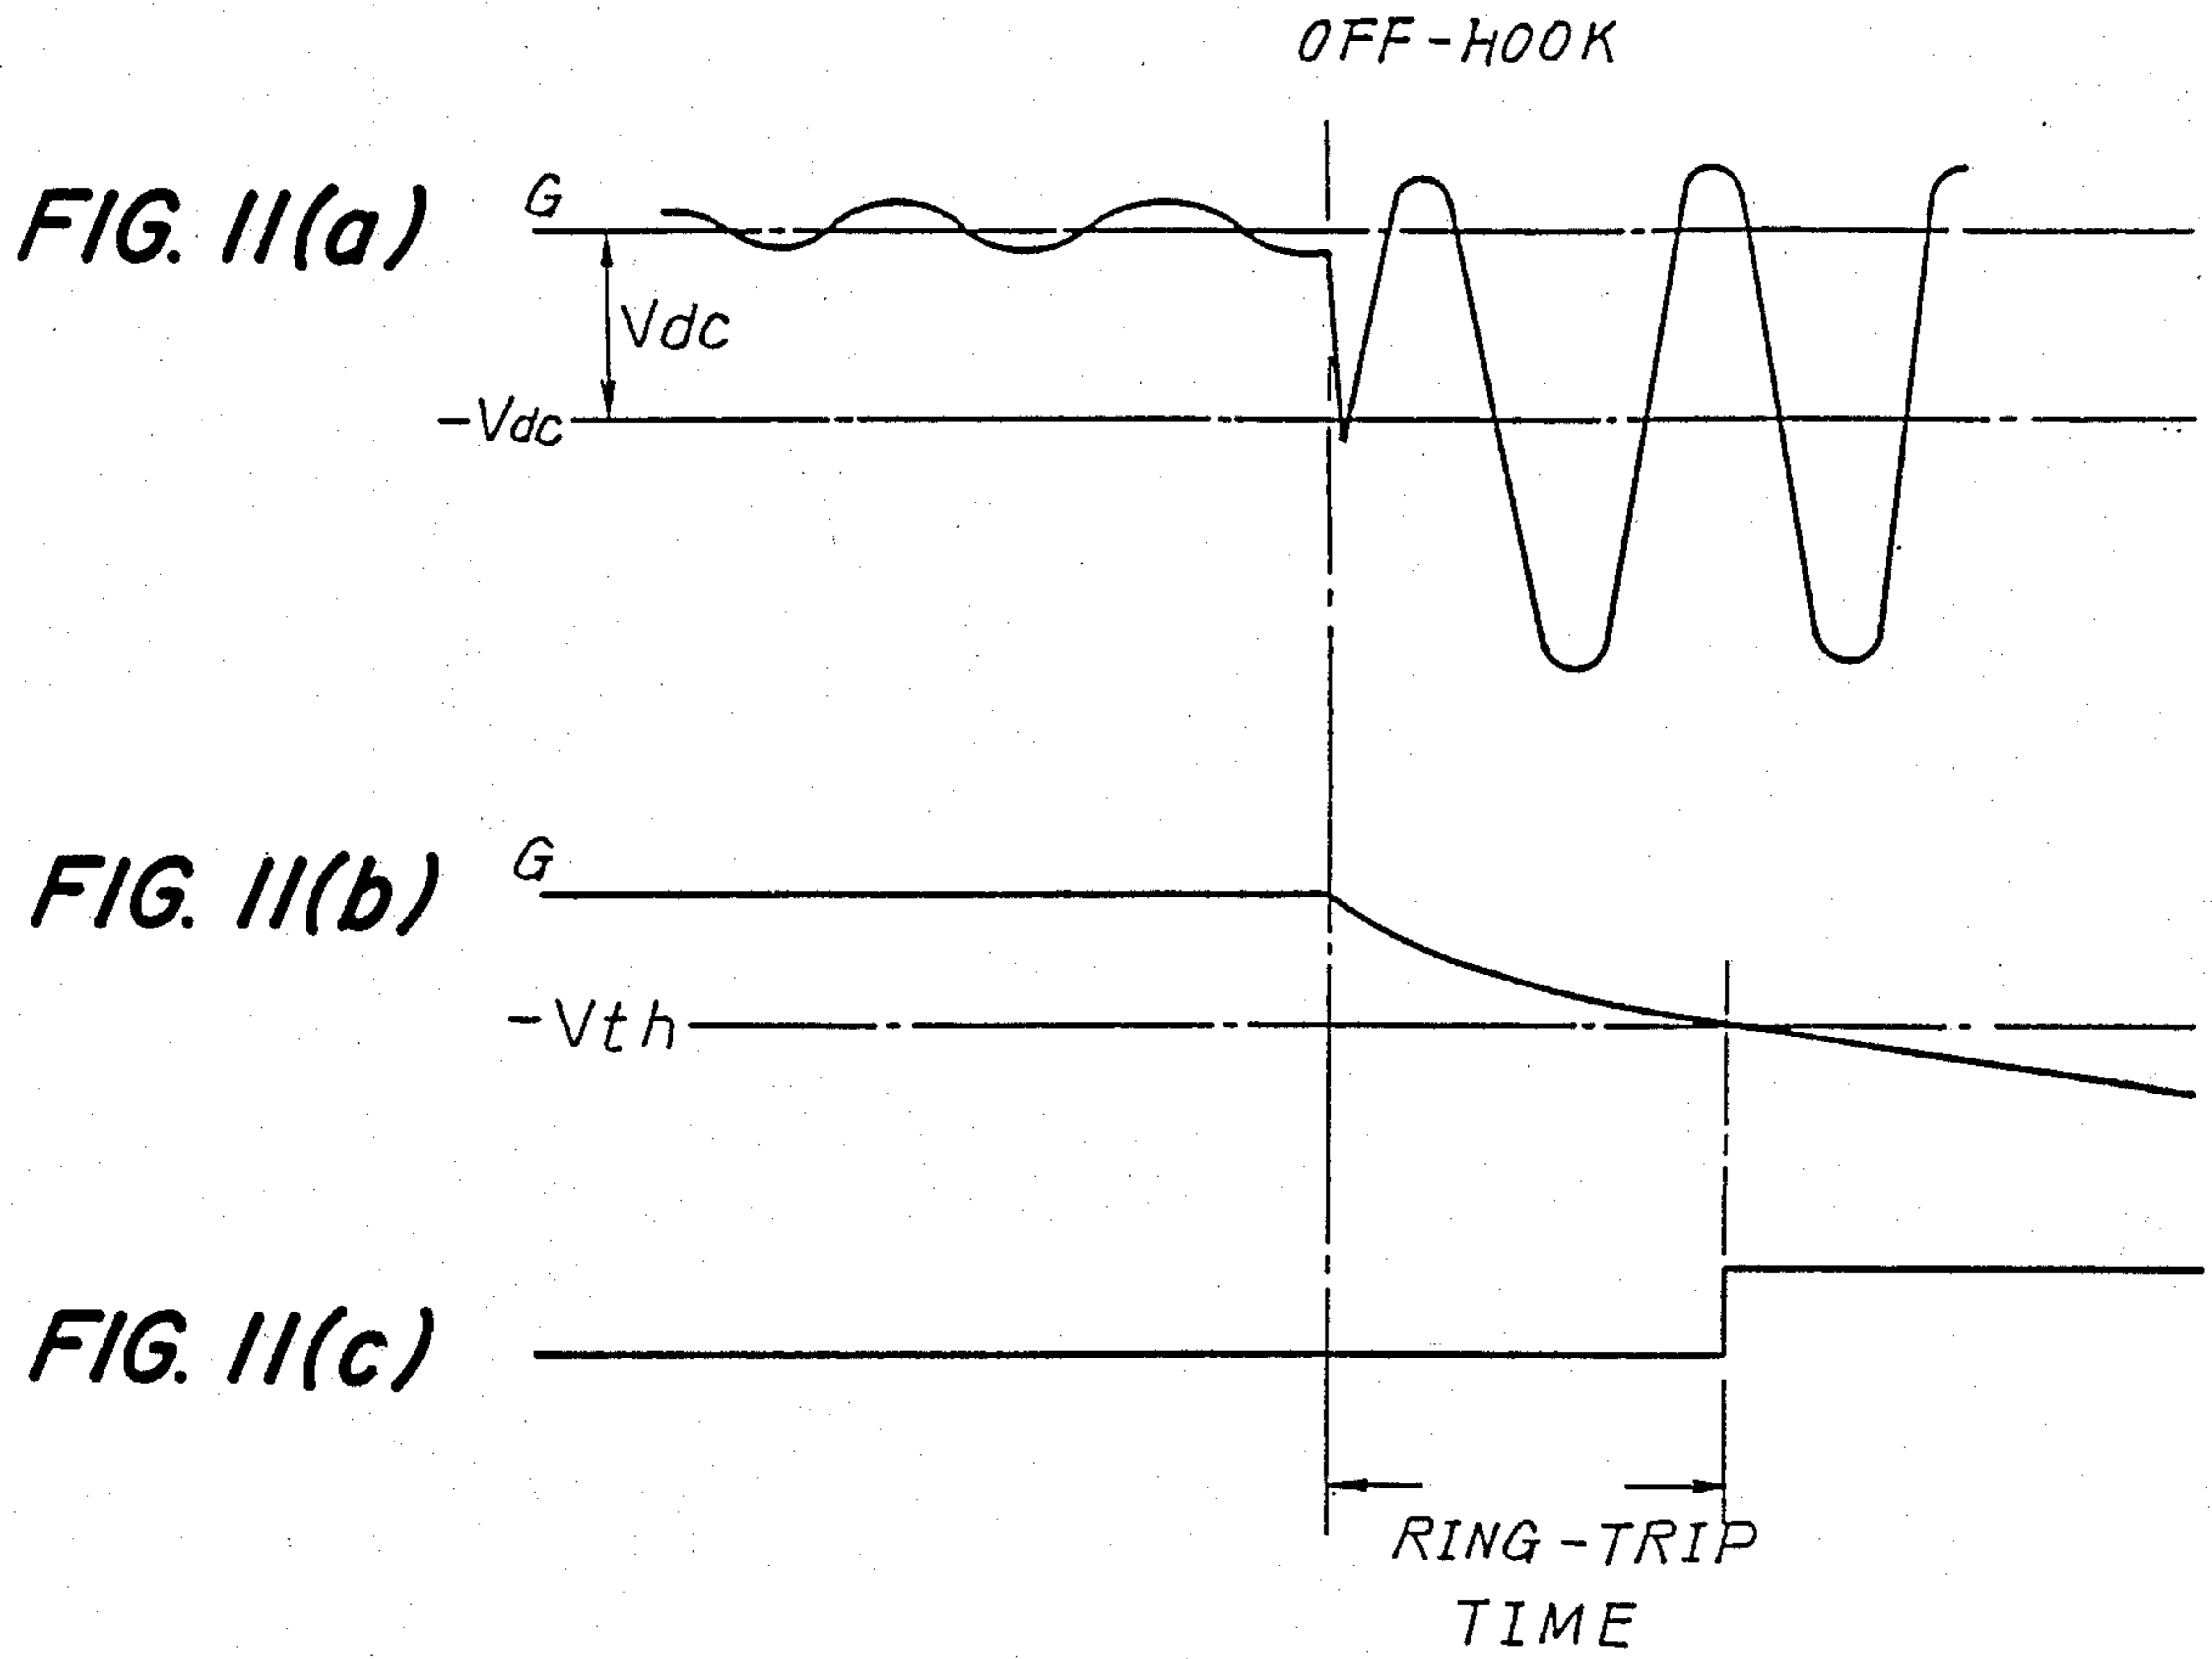 OFF-HOOK
FIG. 11(a)
G
Vdc
-Vdc
FIG. 11(b)
G
-Vth
FIG. 11(c)
RING-TRIP
TIME